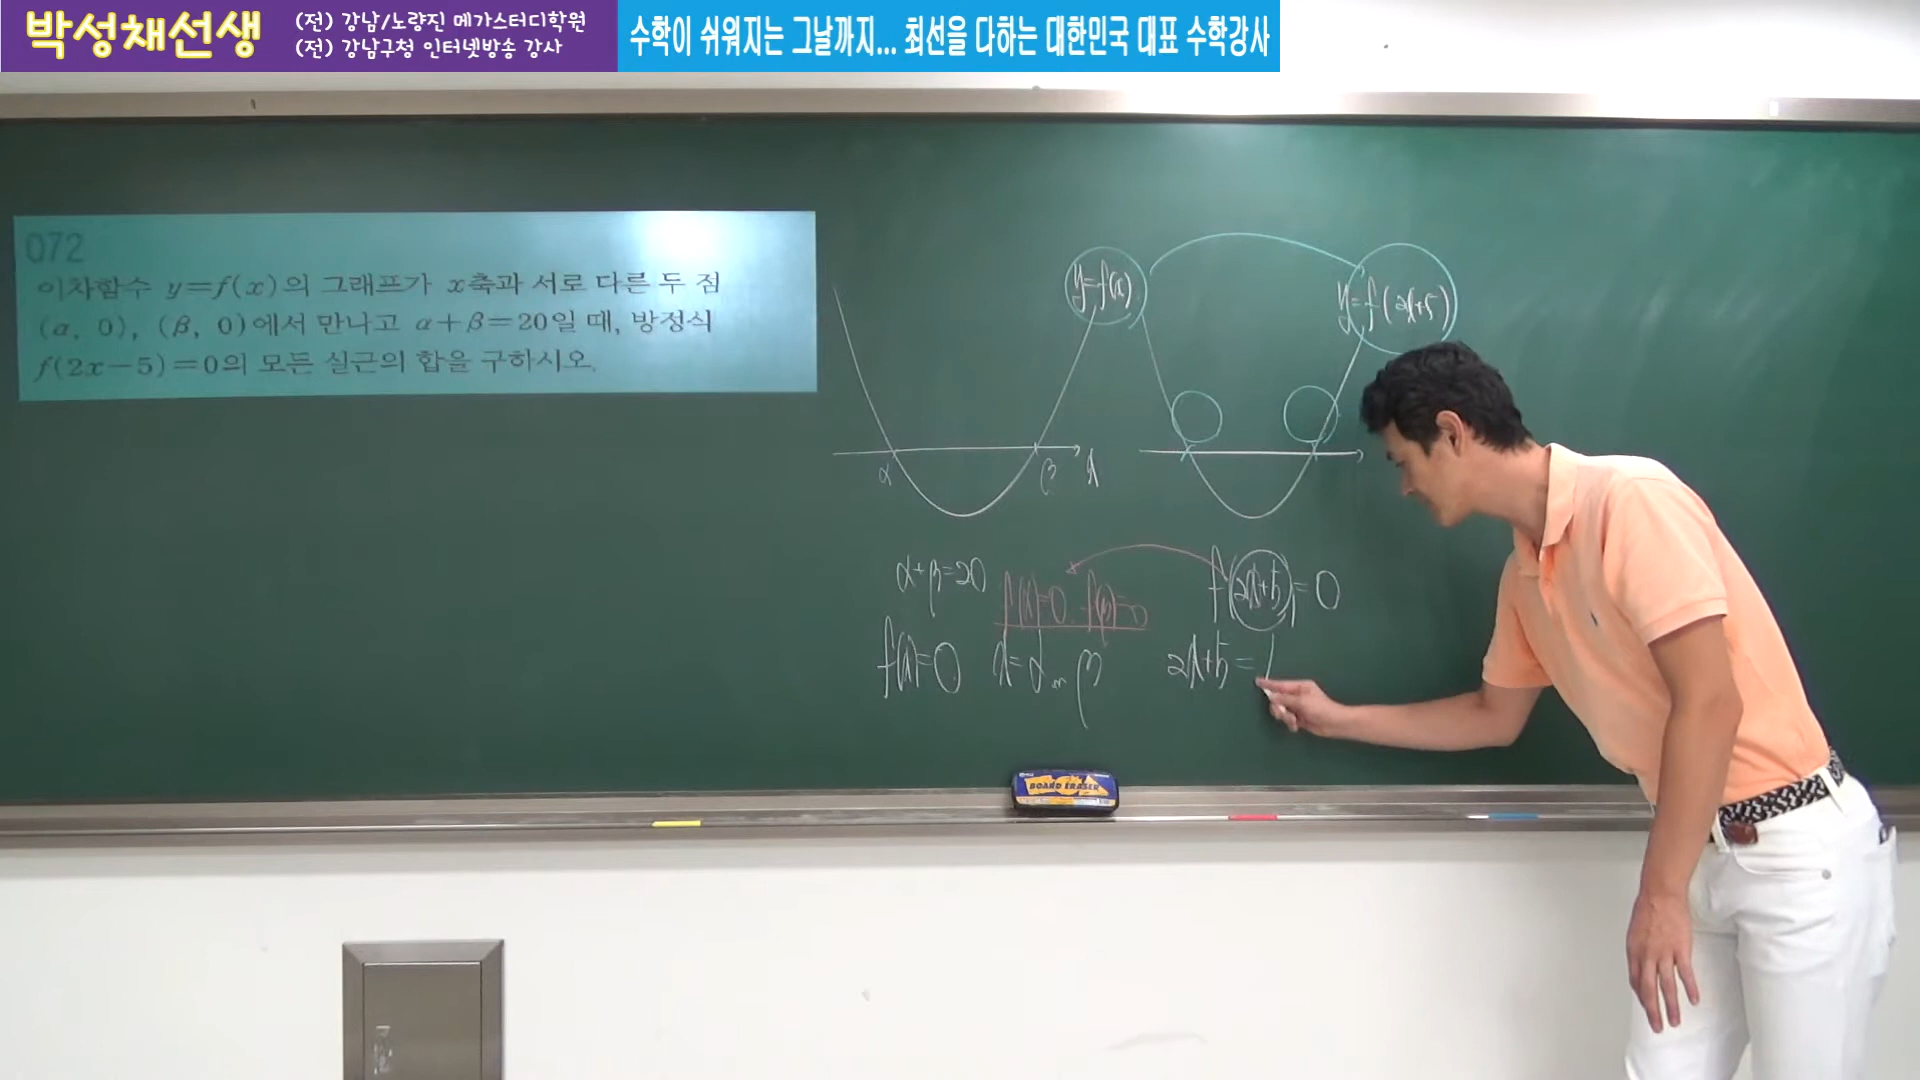 박성채선생
(전) 강남/노량진 메가스터디학원
(전) 강남구청 인터넷방송 강사
수학이 쉬워지는 그날까지... 최선을 다하는 대한민국 대표 수학강사
072
이차함수 y=f(x)의 그래프가 x축과 서로 다른 두 점
(α, 0), (β, 0)에서 만나고 α+β=20일 때, 방정식
f(2x-5)=0의 모든 실근의 합을 구하시오.
y=f(x)
y=f(2x+5)
α
β
x
α+β=20
f(α)=0, f(β)=0
f(2x+5)=0
f(x)=0
x=α or β
2x+5=
BOARD ERASER